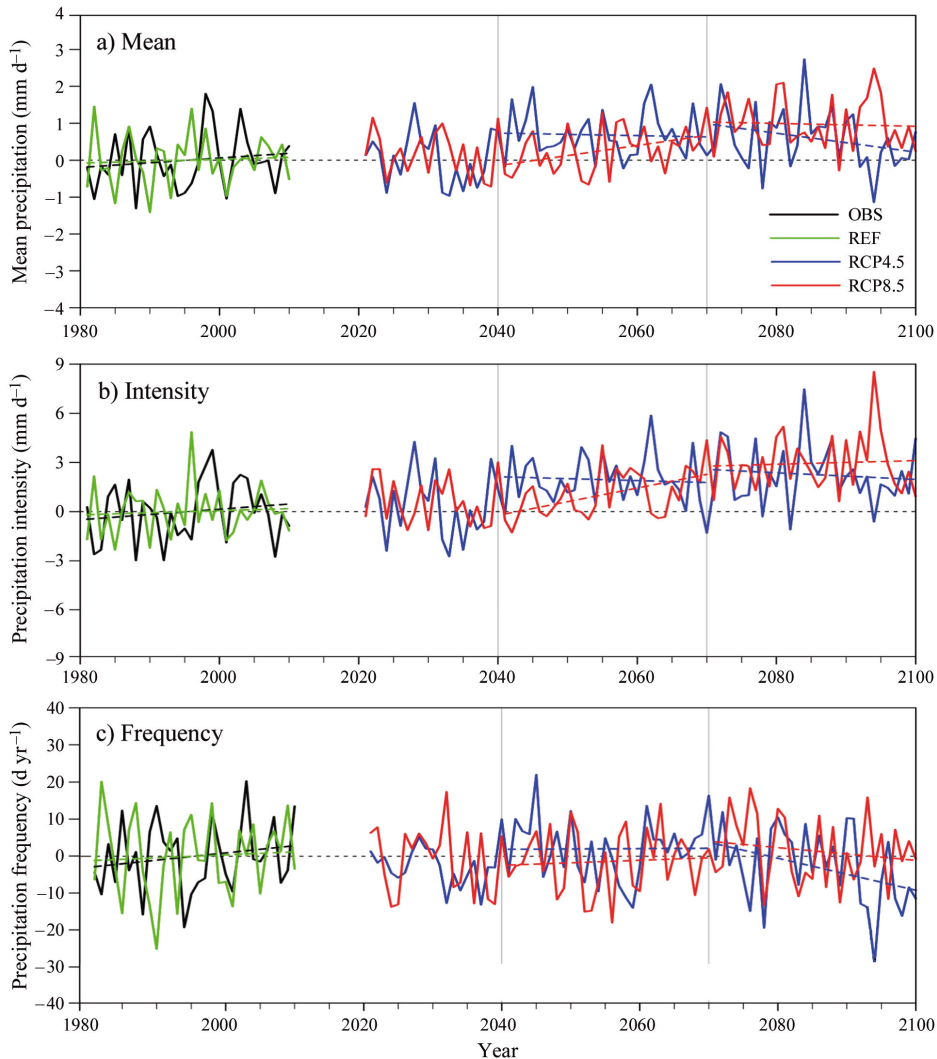 a) Mean
Mean precipitation (mm d⁻¹)
4
3
2
1
0
−1
−2
−3
−4
OBS
REF
RCP4.5
RCP8.5
1980 2000 2020 2040 2060 2080 2100
b) Intensity
Precipitation intensity (mm d⁻¹)
9
6
3
0
−3
−6
−9
1980 2000 2020 2040 2060 2080 2100
c) Frequency
Precipitation frequency (d yr⁻¹)
40
30
20
10
0
−10
−20
−30
−40
1980 2000 2020 2040 2060 2080 2100
Year